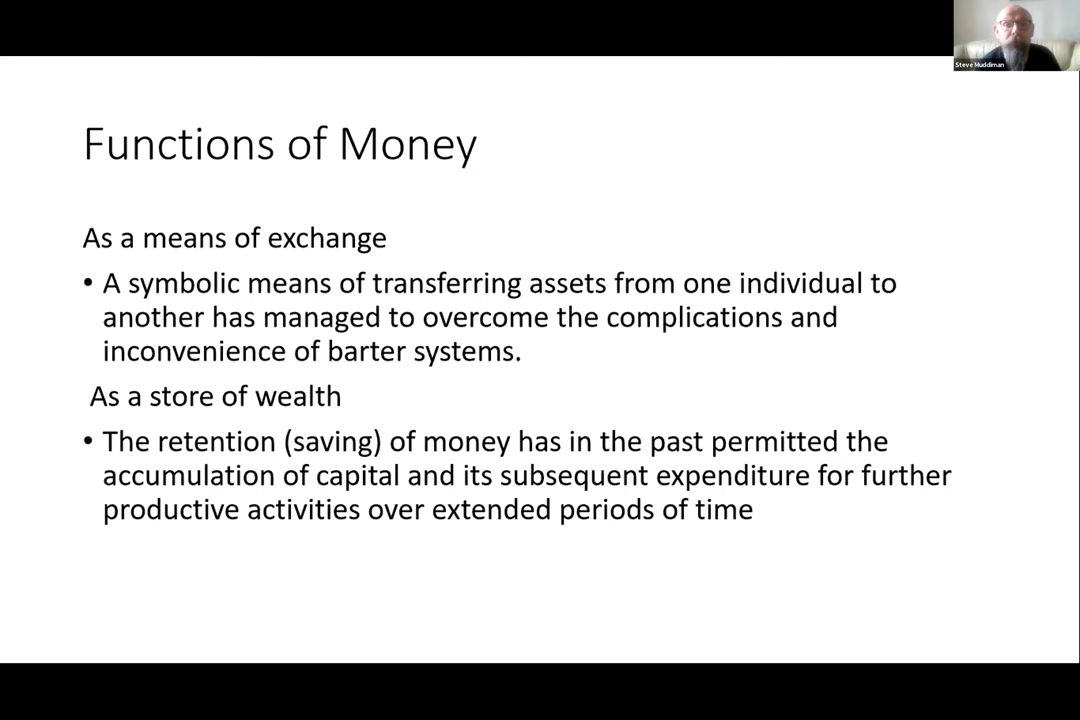 Steve Muddiman
Functions of Money
As a means of exchange
• A symbolic means of transferring assets from one individual to
another has managed to overcome the complications and
inconvenience of barter systems.
As a store of wealth
• The retention (saving) of money has in the past permitted the
accumulation of capital and its subsequent expenditure for further
productive activities over extended periods of time